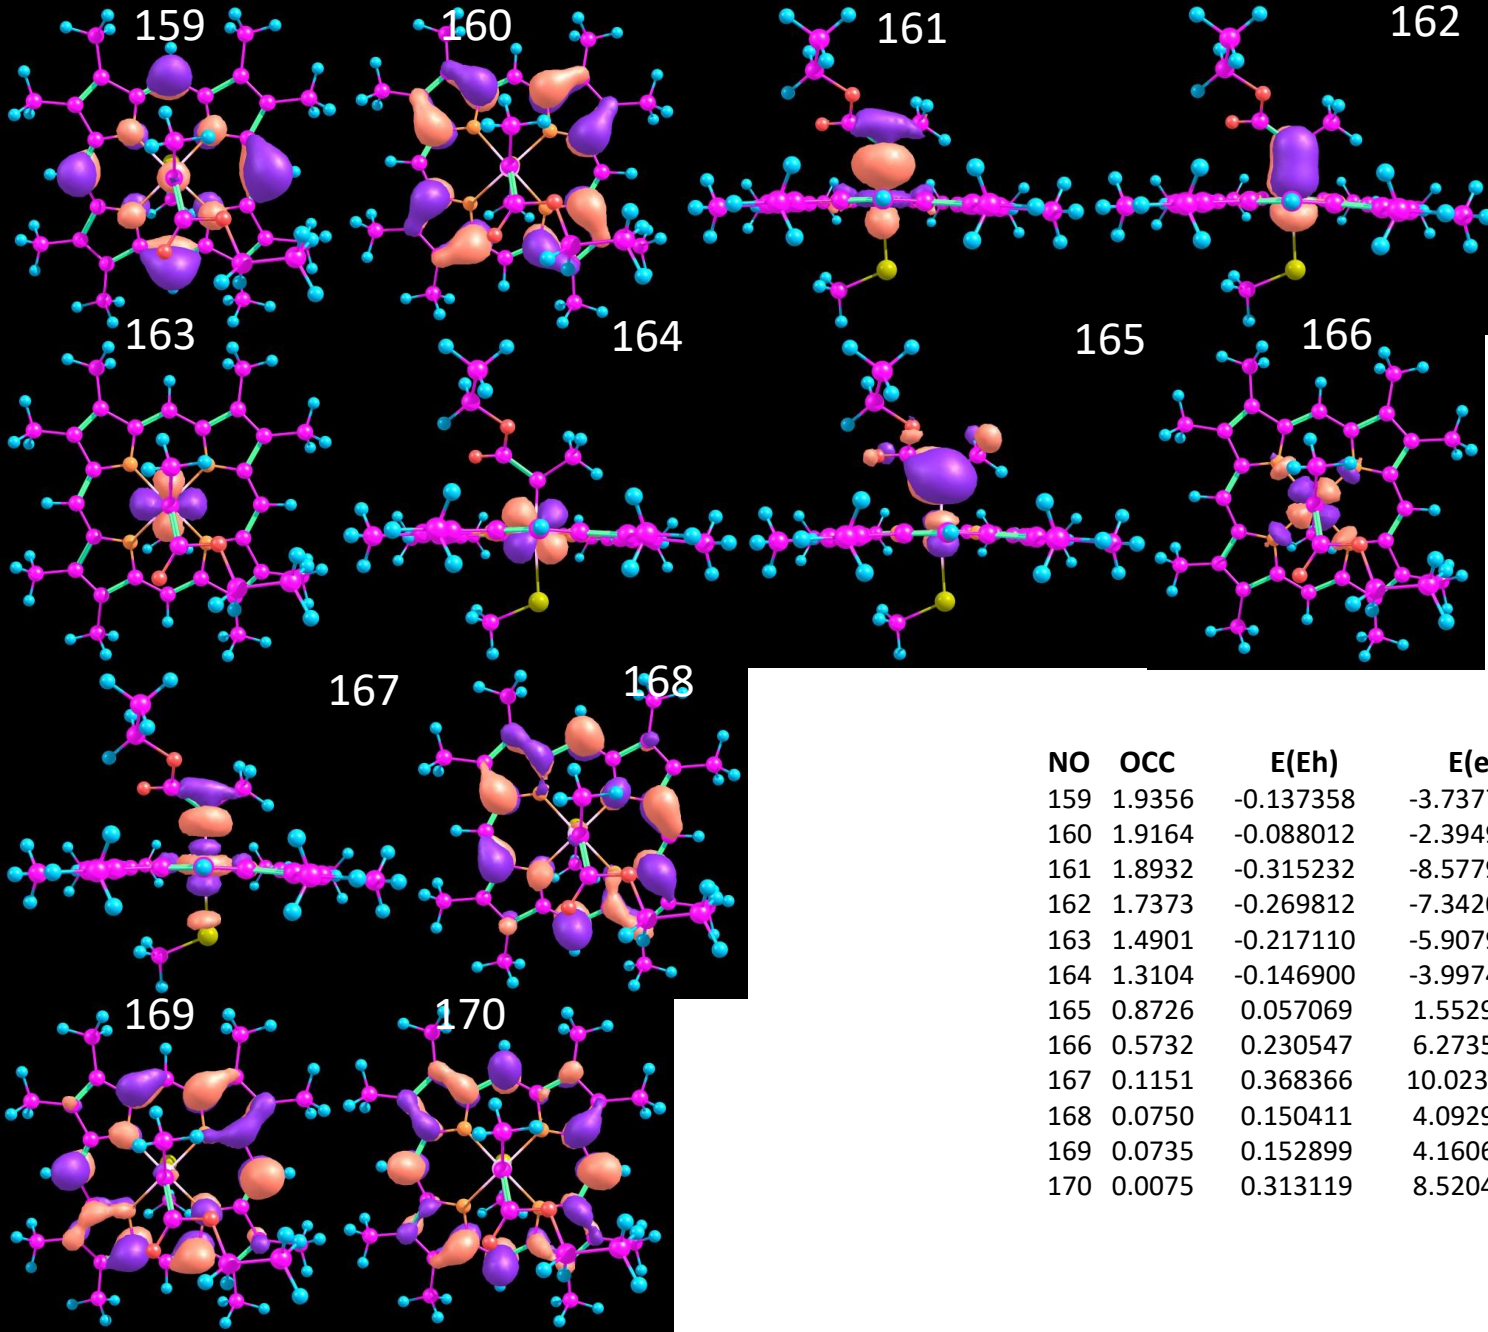 159 160 161 162
163 164 165 166
167 168
169 170
NO OCC E(Eh) E(e
159 1.9356 -0.137358 -3.737
160 1.9164 -0.088012 -2.394
161 1.8932 -0.315232 -8.577
162 1.7373 -0.269812 -7.342
163 1.4901 -0.217110 -5.907
164 1.3104 -0.146900 -3.997
165 0.8726 0.057069 1.552
166 0.5732 0.230547 6.273
167 0.1151 0.368366 10.023
168 0.0750 0.150411 4.092
169 0.0735 0.152899 4.160
170 0.0075 0.313119 8.520